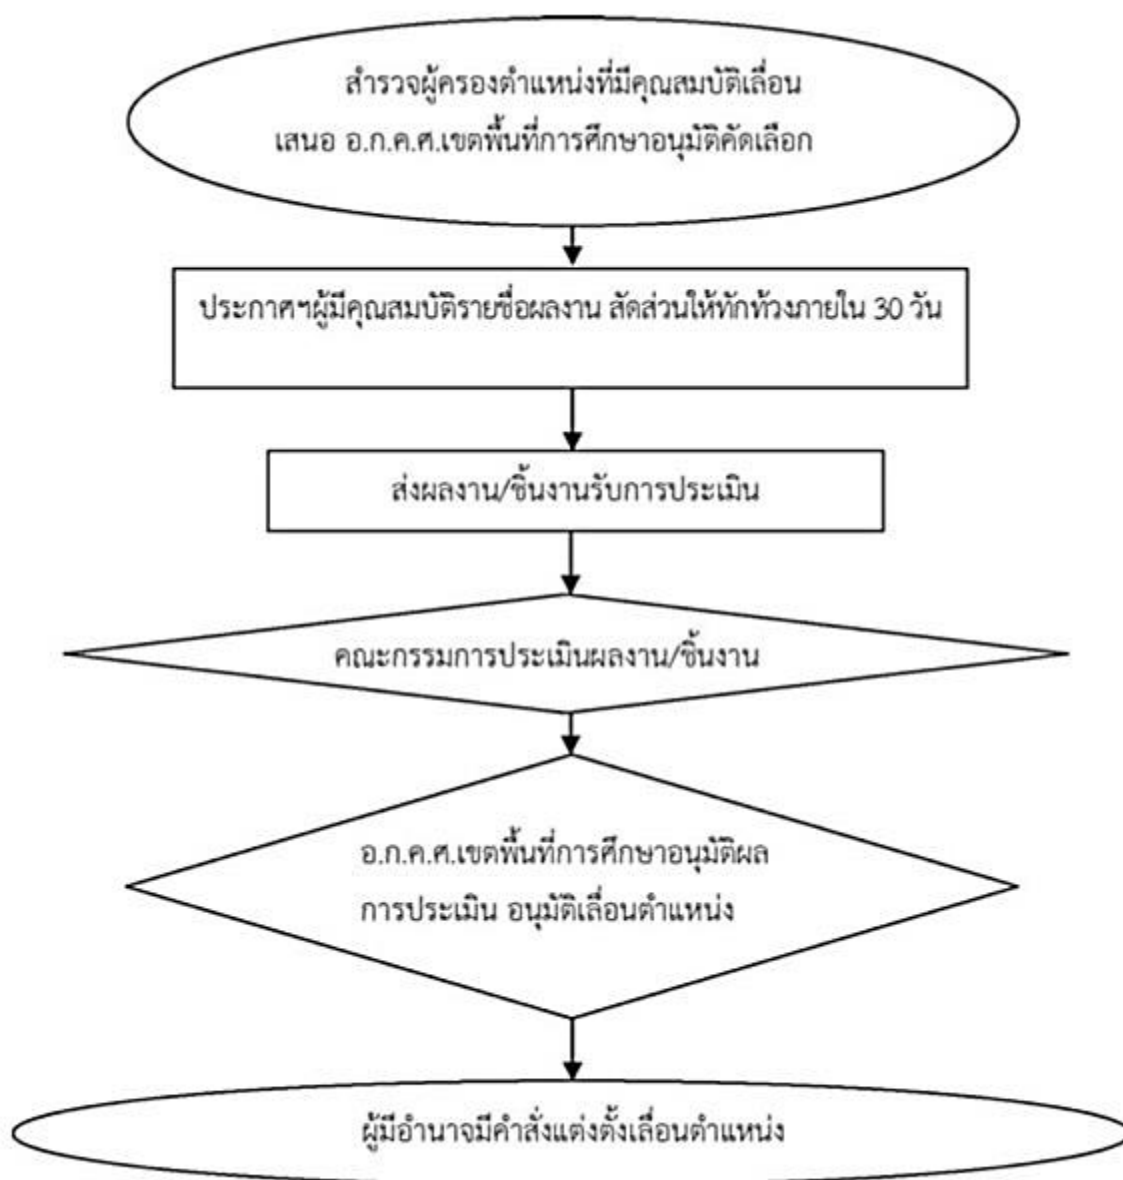 สำรวจผู้ครองตำแหน่งที่มีคุณสมบัติเลื่อน
เสนอ อ.ก.ค.ศ.เขตพื้นที่การศึกษาอนุมัติคัดเลือก
ประกาศฯผู้มีคุณสมบัติรายชื่อผลงาน สัดส่วนให้ทักท้วงภายใน 30 วัน
ส่งผลงาน/ชิ้นงานรับการประเมิน
คณะกรรมการประเมินผลงาน/ชิ้นงาน
อ.ก.ค.ศ.เขตพื้นที่การศึกษาอนุมัติผล
การประเมิน อนุมัติเลื่อนตำแหน่ง
ผู้มีอำนาจมีคำสั่งแต่งตั้งเลื่อนตำแหน่ง